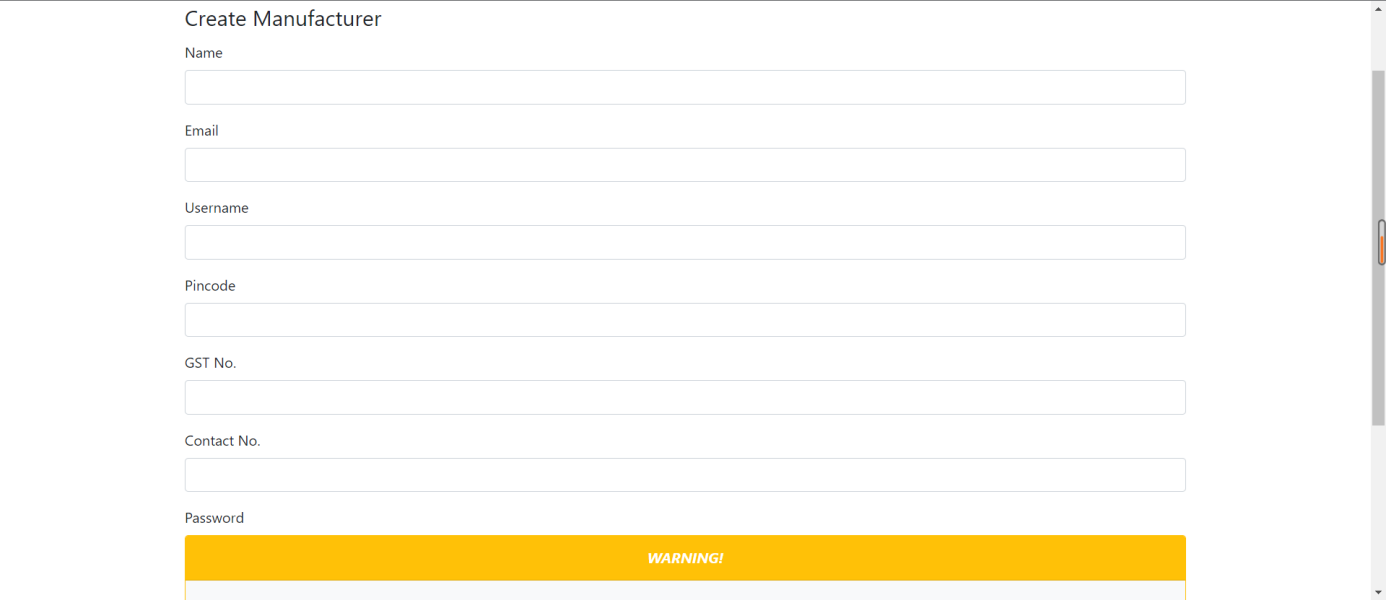 Create Manufacturer
Name
Email
Username
Pincode
GST No.
Contact No.
Password
WARNING!